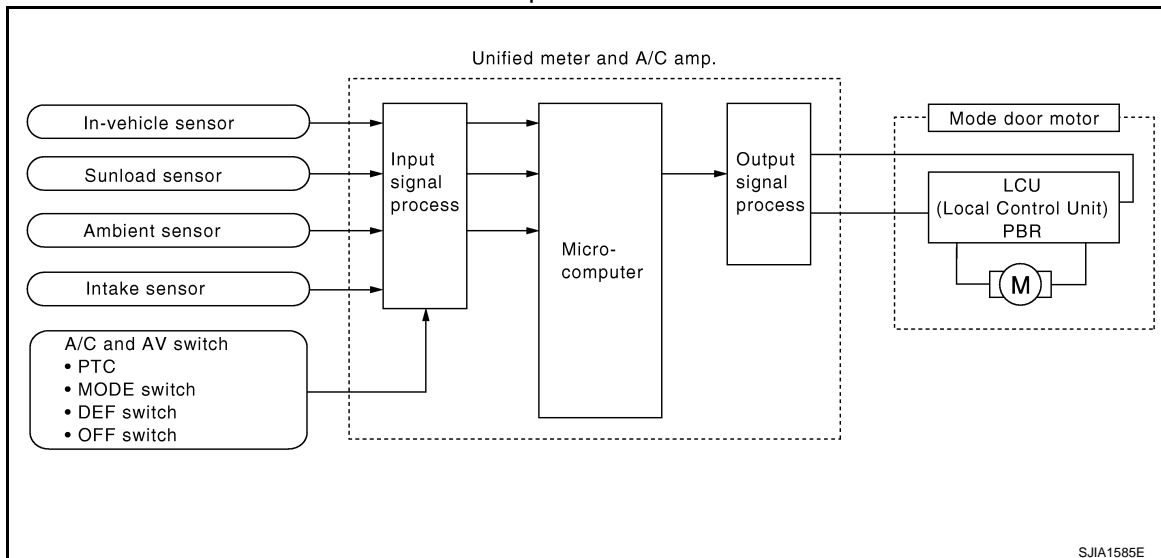 Unified meter and A/C amp.
In-vehicle sensor
Sunload sensor
Ambient sensor
Intake sensor
A/C and AV switch
• PTC
• MODE switch
• DEF switch
• OFF switch
Input
signal
process
Micro-
computer
Output
signal
process
Mode door motor
LCU
(Local Control Unit)
PBR
M
SJIA1585E